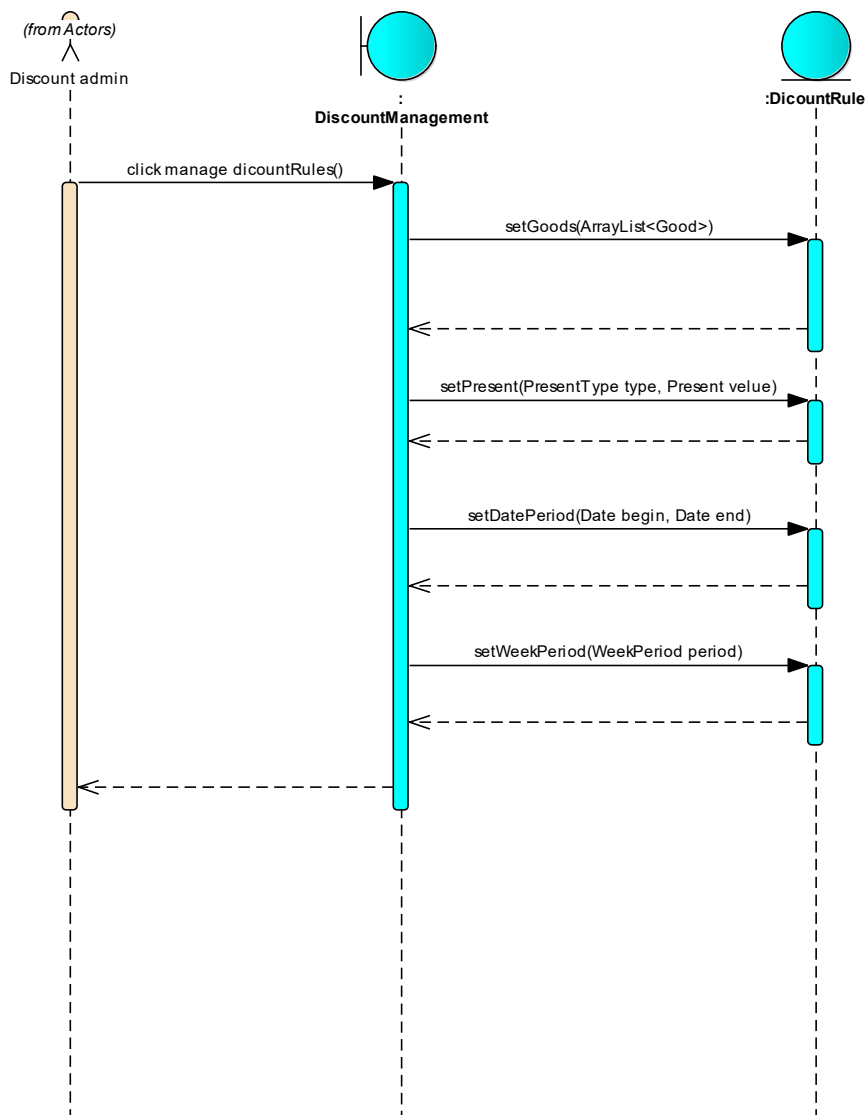 (from Actors)
Discount admin
:
DiscountManagement
:DicountRule
click manage dicountRules()
setGoods(ArrayList<Good>)
setPresent(PresentType type, Present velue)
setDatePeriod(Date begin, Date end)
setWeekPeriod(WeekPeriod period)